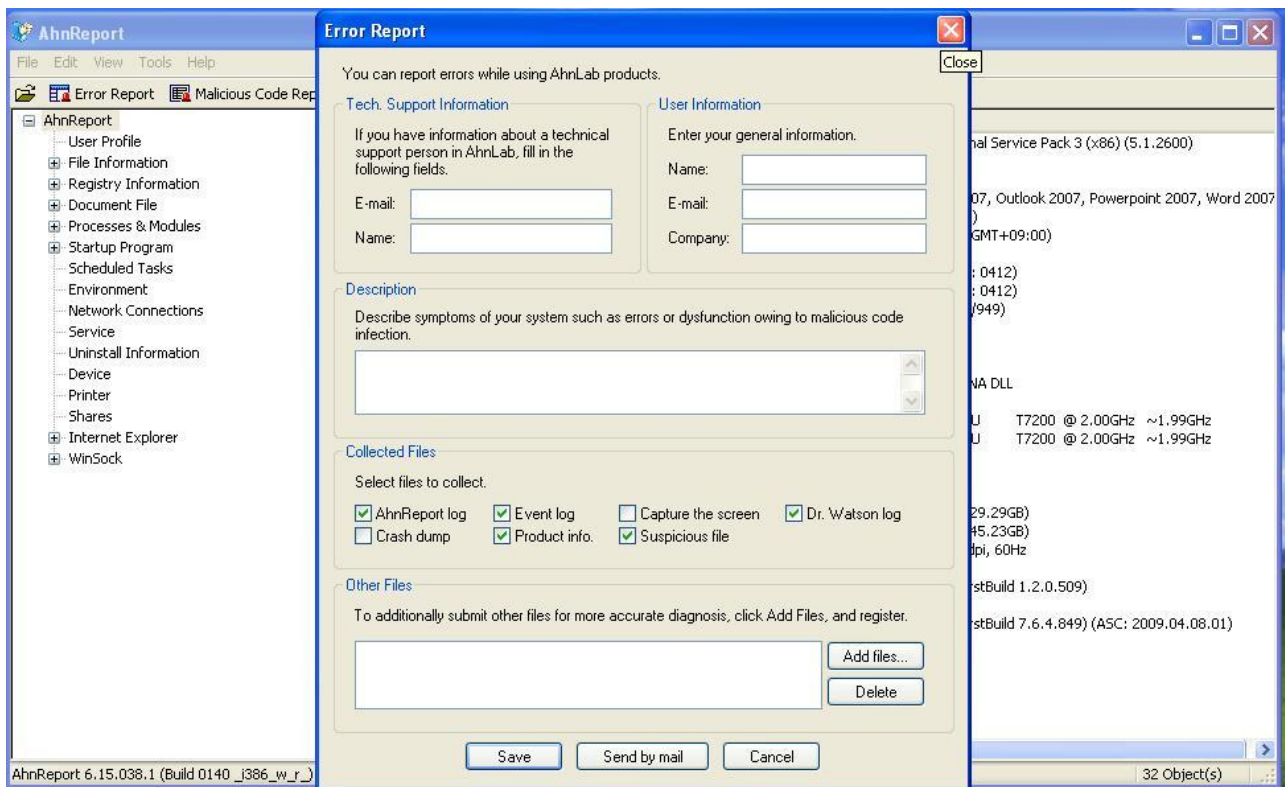 AhnReport
File Edit View Tools Help
Error Report Malicious Code Rep
AhnReport
User Profile
File Information
Registry Information
Document File
Processes & Modules
Startup Program
Scheduled Tasks
Environment
Network Connections
Service
Uninstall Information
Device
Printer
Shares
Internet Explorer
WinSock
Error Report
Close
You can report errors while using AhnLab products.
Tech. Support Information
If you have information about a technical
support person in AhnLab, fill in the
following fields.
E-mail:
Name:
User Information
Enter your general information.
Name:
E-mail:
Company:
Description
Describe symptoms of your system such as errors or dysfunction owing to malicious code
infection.
Collected Files
Select files to collect.
AhnReport log Event log Capture the screen Dr. Watson log
Crash dump Product info. Suspicious file
Other Files
To additionally submit other files for more accurate diagnosis, click Add Files, and register.
Add files...
Delete
Save Send by mail Cancel
nal Service Pack 3 (x86) (5.1.2600)
07, Outlook 2007, Powerpoint 2007, Word 2007
)
GMT+09:00)
: 0412)
: 0412)
/949)
NA DLL
U T7200 @ 2.00GHz ~1.99GHz
U T7200 @ 2.00GHz ~1.99GHz
29.29GB)
45.23GB)
dpi, 60Hz
rstBuild 1.2.0.509)
rstBuild 7.6.4.849) (ASC: 2009.04.08.01)
AhnReport 6.15.038.1 (Build 0140 _i386_w_r_)
32 Object(s)